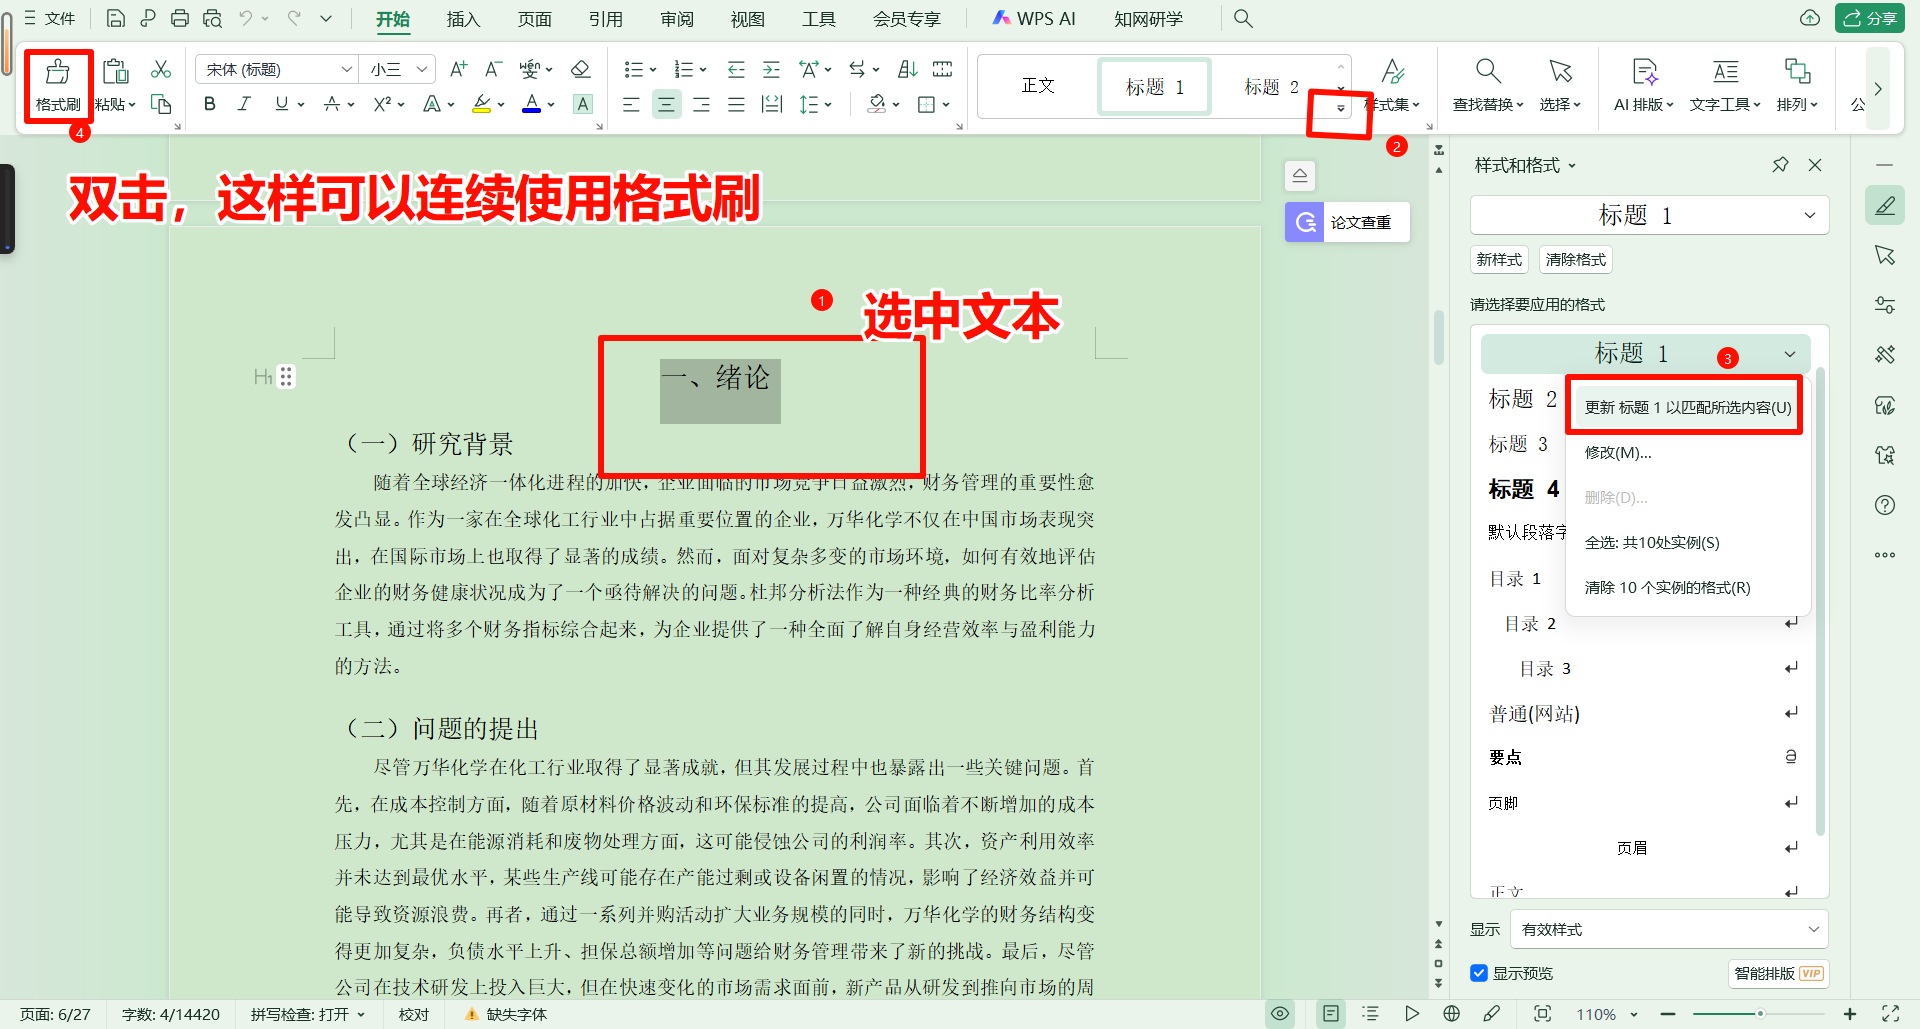 文件 开始 插入 页面 引用 审阅 视图 工具 会员专享 WPS AI 知网研学 分享
宋体 (标题) 小三 正文 标题 1 标题 2
格式刷 粘贴 样式集 查找替换 选择 AI 排版 文字工具 排列 公
4
2
双击，这样可以连续使用格式刷
论文查重
1
选中文本
H1
一、绪论
（一）研究背景
随着全球经济一体化进程的加快，企业面临的市场竞争日益激烈，财务管理的重要性愈
发凸显。作为一家在全球化工行业中占据重要位置的企业，万华化学不仅在中国市场表现突
出，在国际市场上也取得了显著的成绩。然而，面对复杂多变的市场环境，如何有效地评估
企业的财务健康状况成为了一个亟待解决的问题。杜邦分析法作为一种经典的财务比率分析
工具，通过将多个财务指标综合起来，为企业提供了一种全面了解自身经营效率与盈利能力
的方法。
（二）问题的提出
尽管万华化学在化工行业取得了显著成就，但其发展过程中也暴露出一些关键问题。首
先，在成本控制方面，随着原材料价格波动和环保标准的提高，公司面临着不断增加的成本
压力，尤其是在能源消耗和废物处理方面，这可能侵蚀公司的利润率。其次，资产利用效率
并未达到最优水平，某些生产线可能存在产能过剩或设备闲置的情况，影响了经济效益并可
能导致资源浪费。再者，通过一系列并购活动扩大业务规模的同时，万华化学的财务结构变
得更加复杂，负债水平上升、担保总额增加等问题给财务管理带来了新的挑战。最后，尽管
公司在技术研发上投入巨大，但在快速变化的市场需求面前，新产品从研发到推向市场的周
样式和格式
标题 1
新样式 清除格式
请选择要应用的格式
标题 1
3
标题 2
标题 3
标题 4
默认段落字
目录 1
目录 2
目录 3
普通(网站)
要点
a
页脚
页眉
正文
更新 标题 1 以匹配所选内容(U)
修改(M)...
删除(D)...
全选: 共10处实例(S)
清除 10 个实例的格式(R)
显示 有效样式
显示预览 智能排版 VIP
页面: 6/27 字数: 4/14420 拼写检查: 打开 校对 缺失字体 110%